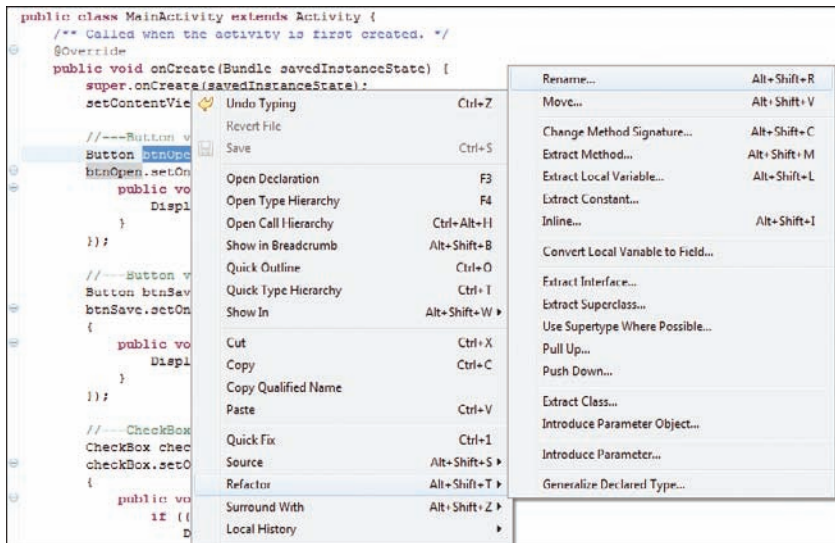 public class MainActivity extends Activity {
/** Called when the activity is first created. */
@Override
public void onCreate(Bundle savedInstanceState) {
super.onCreate(savedInstanceState);
setContentVie
//---Button v
Button btnOpe
btnOpen.setOn
public vo
Displ
}
});
//---Button v
Button btnSav
btnSave.setOn
{
public vo
Displ
}
});
//---CheckBox
CheckBox chec
checkBox.setO
{
public vo
if ((
D
Undo Typing Ctrl+Z
Revert File
Save Ctrl+S
Open Declaration F3
Open Type Hierarchy F4
Open Call Hierarchy Ctrl+Alt+H
Show in Breadcrumb Alt+Shift+B
Quick Outline Ctrl+O
Quick Type Hierarchy Ctrl+T
Show In Alt+Shift+W
Cut Ctrl+X
Copy Ctrl+C
Copy Qualified Name
Paste Ctrl+V
Quick Fix Ctrl+1
Source Alt+Shift+S
Refactor Alt+Shift+T
Surround With Alt+Shift+Z
Local History
Rename... Alt+Shift+R
Move... Alt+Shift+V
Change Method Signature... Alt+Shift+C
Extract Method... Alt+Shift+M
Extract Local Variable... Alt+Shift+L
Extract Constant...
Inline... Alt+Shift+I
Convert Local Variable to Field...
Extract Interface...
Extract Superclass...
Use Supertype Where Possible...
Pull Up...
Push Down...
Extract Class...
Introduce Parameter Object...
Introduce Parameter...
Generalize Declared Type...